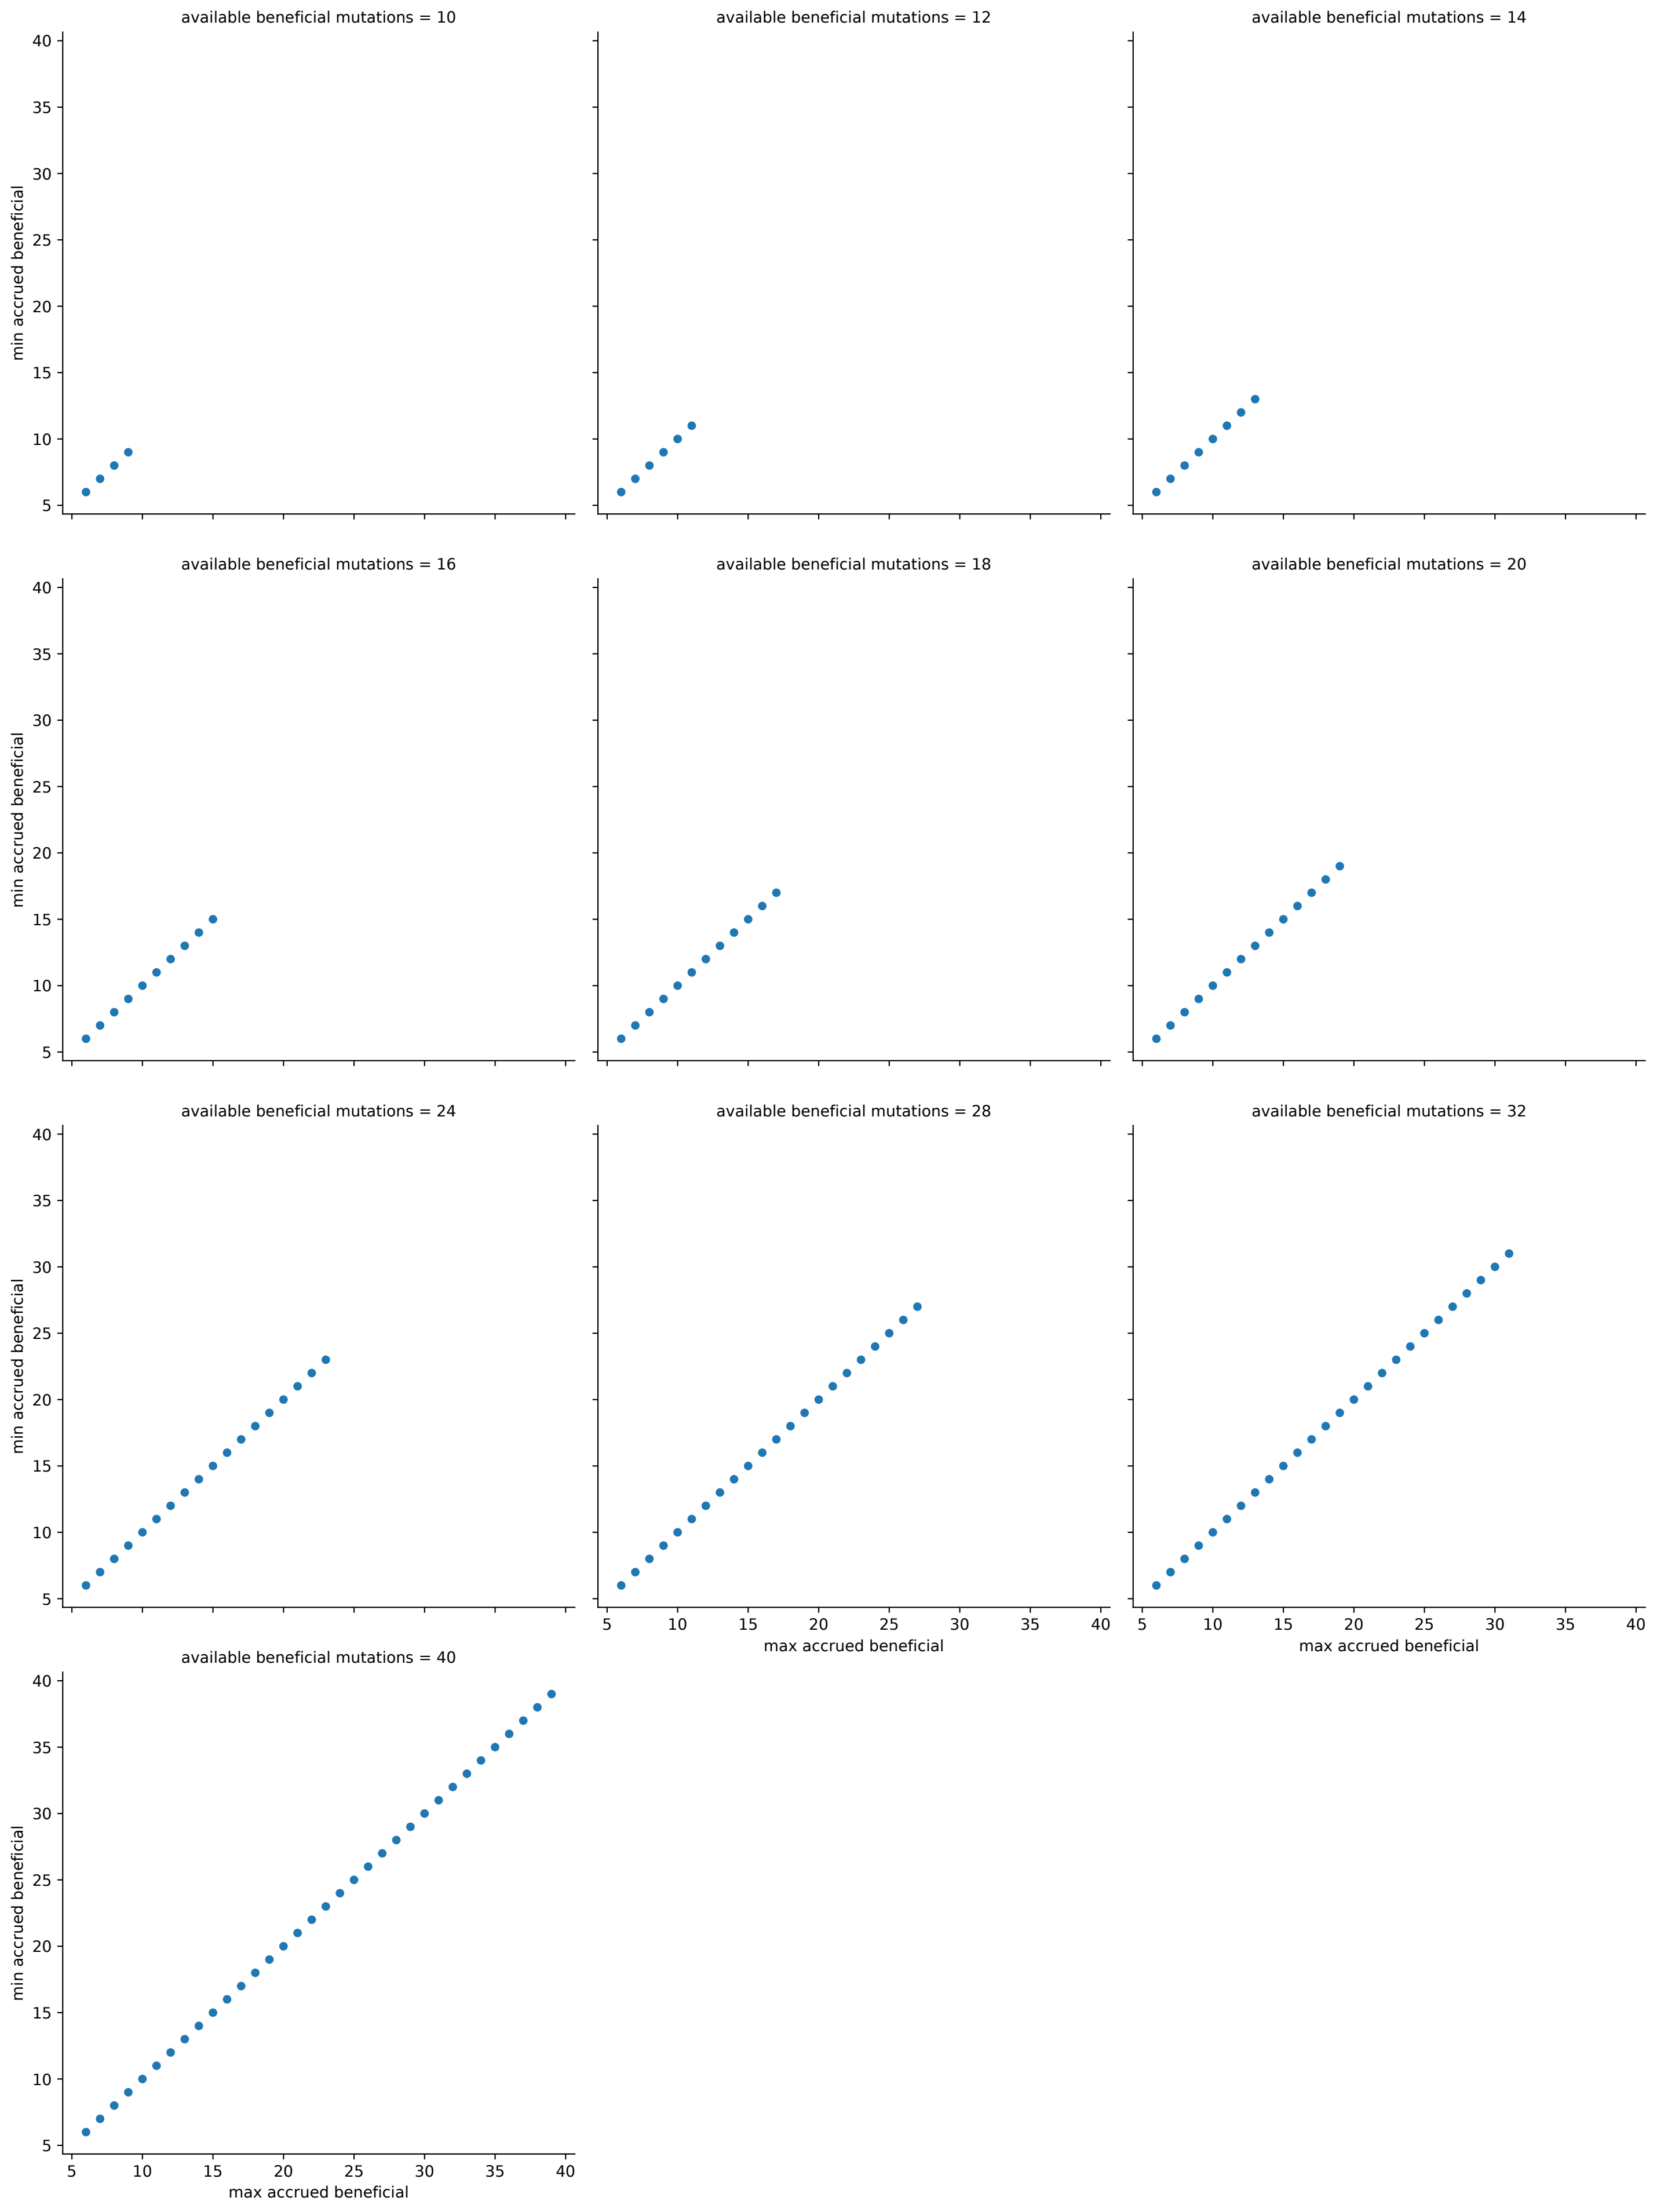 available beneficial mutations = 10
available beneficial mutations = 12
available beneficial mutations = 14
40
35
30
25
20
15
10
5
min accrued beneficial
available beneficial mutations = 16
available beneficial mutations = 18
available beneficial mutations = 20
40
35
30
25
20
15
10
5
min accrued beneficial
available beneficial mutations = 24
available beneficial mutations = 28
available beneficial mutations = 32
40
35
30
25
20
15
10
5
min accrued beneficial
5 10 15 20 25 30 35 40
max accrued beneficial
5 10 15 20 25 30 35 40
max accrued beneficial
available beneficial mutations = 40
40
35
30
25
20
15
10
5
min accrued beneficial
5 10 15 20 25 30 35 40
max accrued beneficial